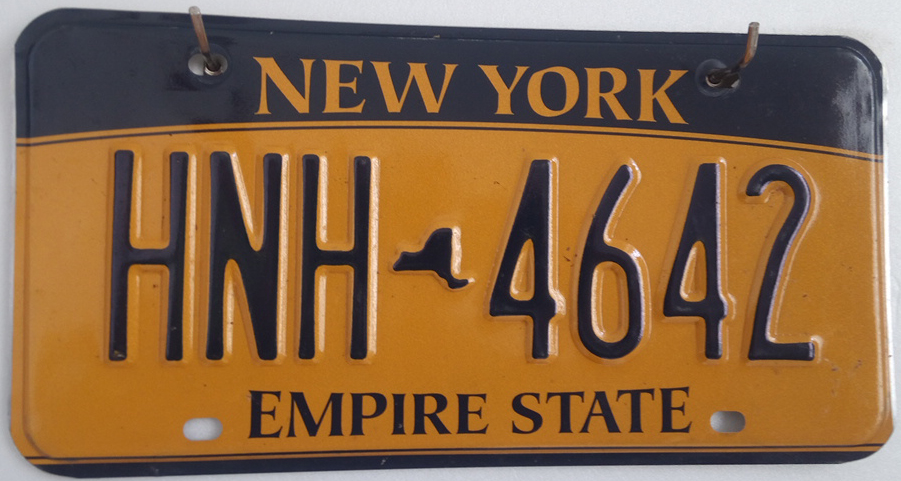 NEW YORK
HNH 4642
EMPIRE STATE